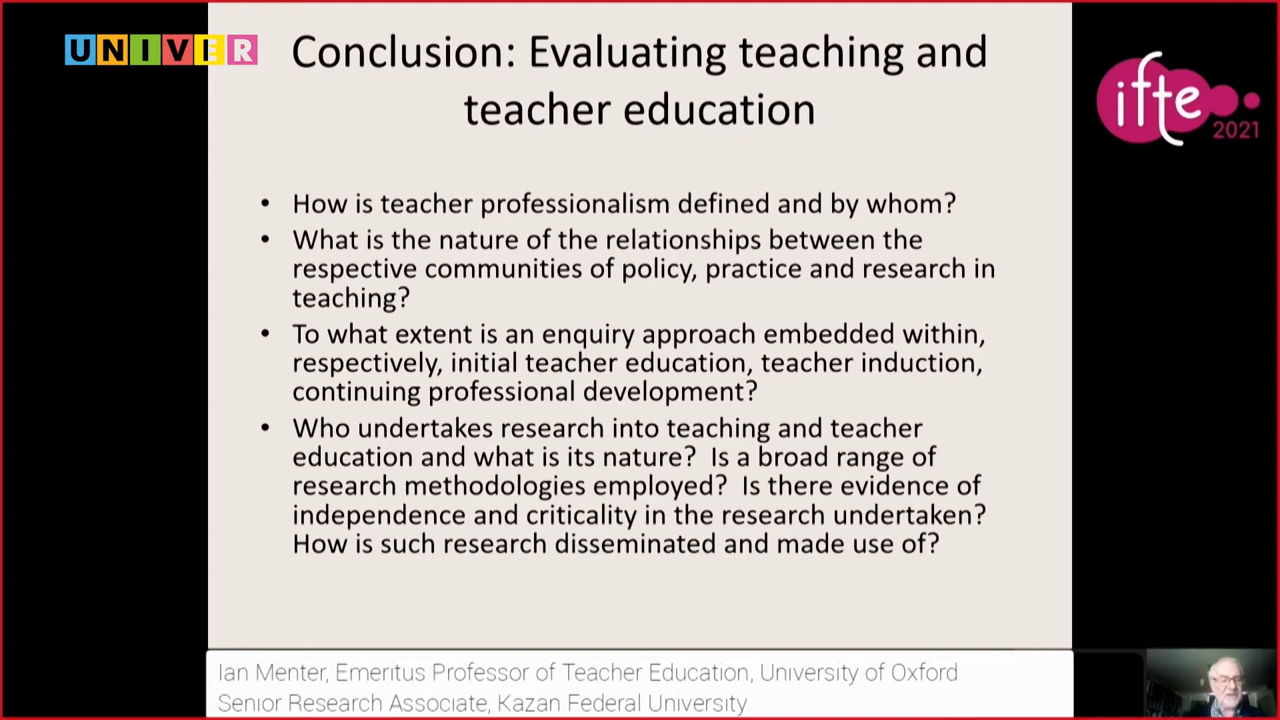 UNIVER
Conclusion: Evaluating teaching and
teacher education
ifte
2021
• How is teacher professionalism defined and by whom?
• What is the nature of the relationships between the
respective communities of policy, practice and research in
teaching?
• To what extent is an enquiry approach embedded within,
respectively, initial teacher education, teacher induction,
continuing professional development?
• Who undertakes research into teaching and teacher
education and what is its nature?  Is a broad range of
research methodologies employed?  Is there evidence of
independence and criticality in the research undertaken?
How is such research disseminated and made use of?
Ian Menter, Emeritus Professor of Teacher Education, University of Oxford
Senior Research Associate, Kazan Federal University